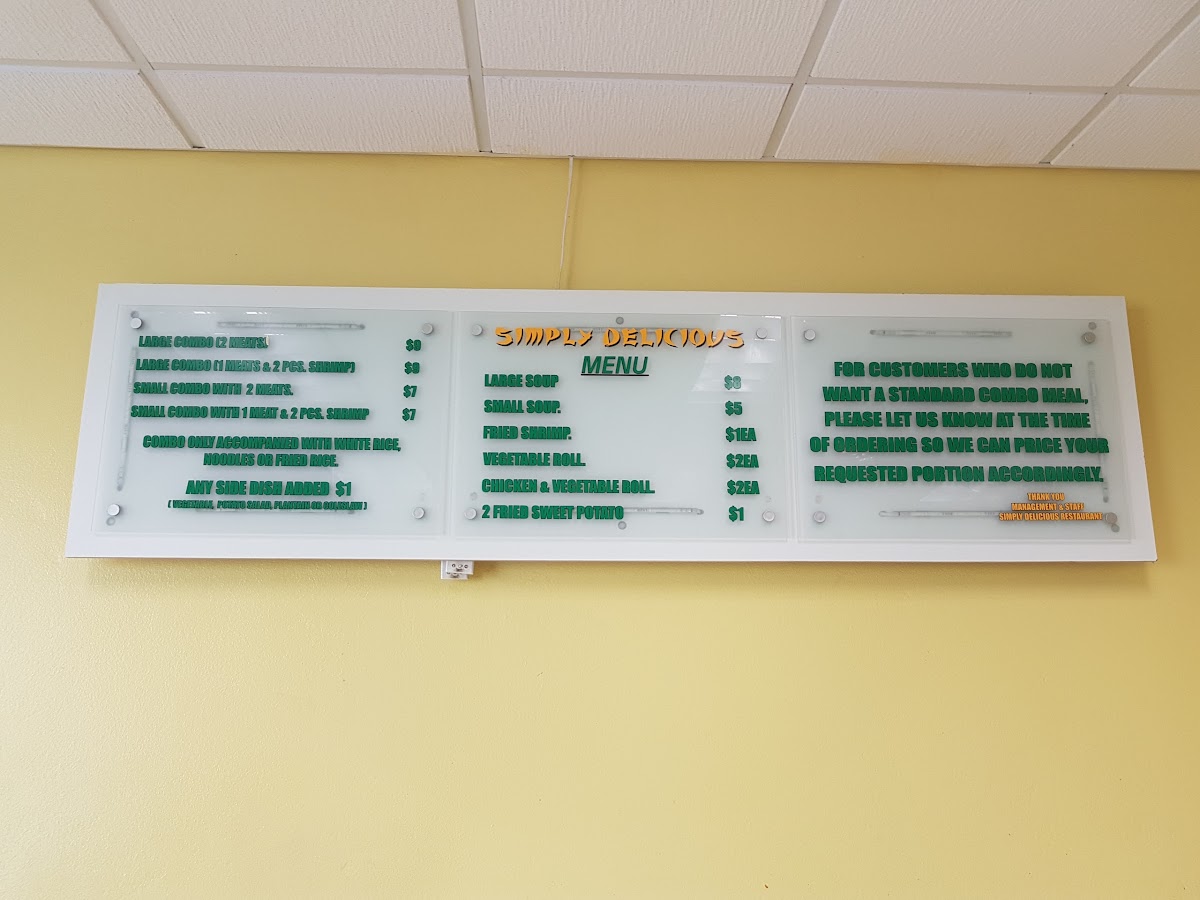 LARGE COMBO (2 MEATS.
LARGE COMBO (1 MEATS & 2 PCS. SHRIMP)
SMALL COMBO WITH 2 MEATS. $7
SMALL COMBO WITH 1 MEAT & 2 PCS. SHRIMP $7
COMBO ONLY ACCOMPANIED WITH WHITE RICE,
NOODLES OR FRIED RICE.
ANY SIDE DISH ADDED $1
POTATO SALAD, PLANTAIN OR COLESLAW )
SIMPLY DELICIOUS
MENU
LARGE SOUP
SMALL SOUP. $5
FRIED SHRIMP. $1EA
VEGETABLE ROLL. $2EA
CHICKEN & VEGETABLE ROLL. $2EA
2 FRIED SWEET POTATO $1
FOR CUSTOMERS WHO DO NOT
WANT A STANDARD COMBO MEAL,
PLEASE LET US KNOW AT THE TIME
OF ORDERING SO WE CAN PRICE YOUR
REQUESTED PORTION ACCORDINGLY.
THANK YOU
MANAGEMENT & STAFF
SIMPLY DELICIOUS RESTAURANT